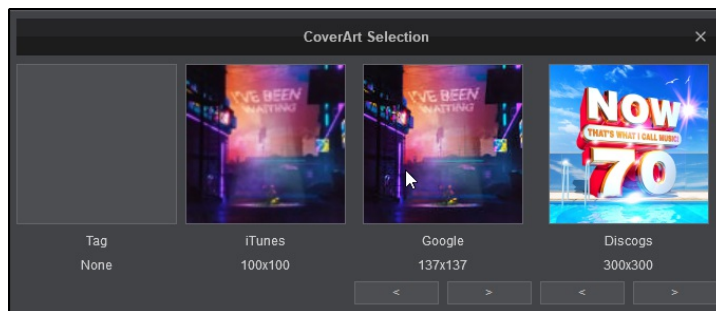 CoverArt Selection ×
I'VE BEEN
WAITING
I'VE BEEN
WAITING
NOW
THAT'S WHAT I CALL MUSIC!
70
Tag
iTunes
Google
Discogs
None
100x100
137x137
300x300
< > < >